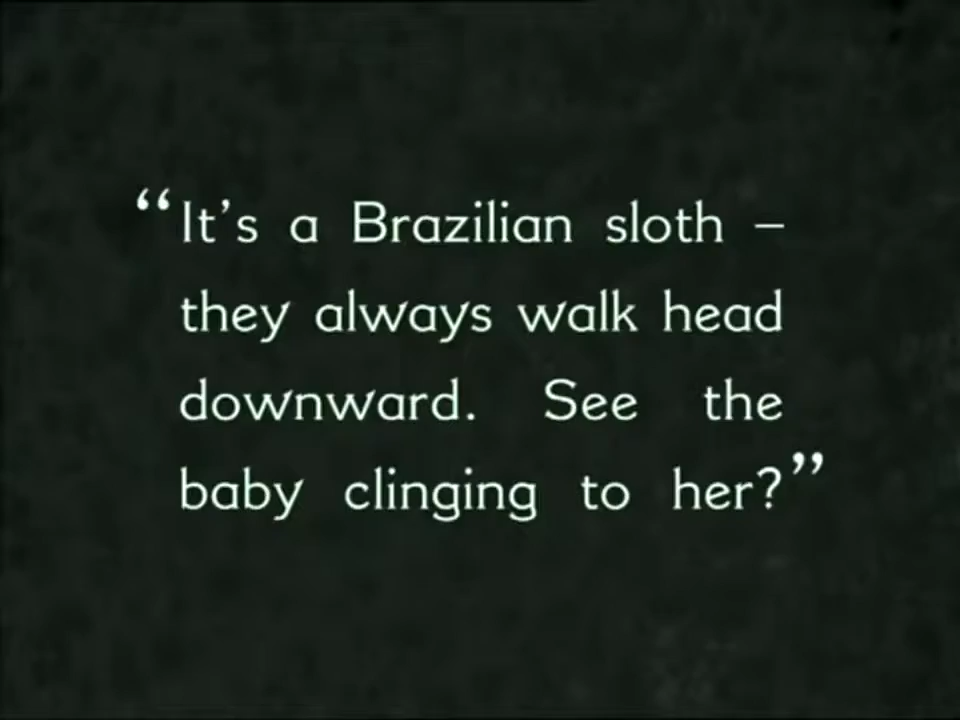 “It’s a Brazilian sloth –
they always walk head
downward. See the
baby clinging to her?”